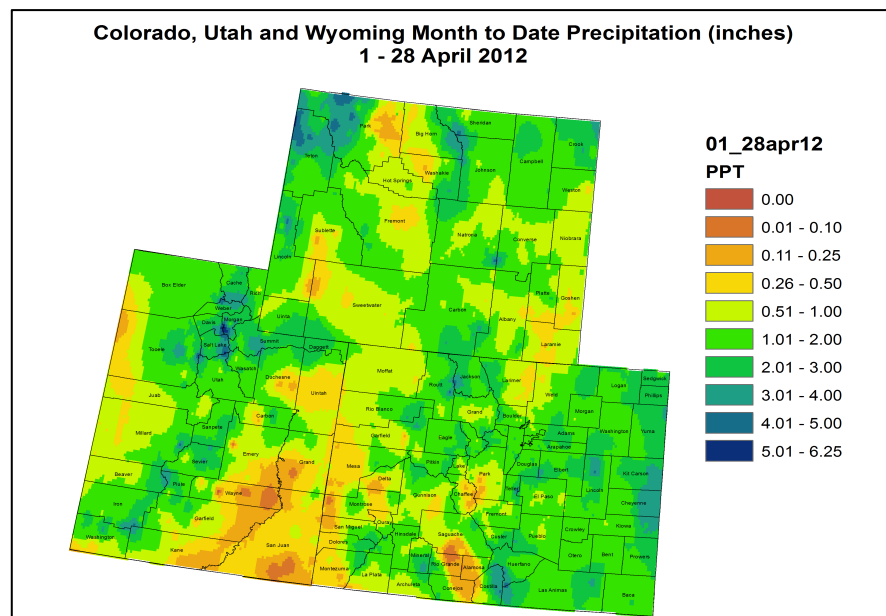 Colorado, Utah and Wyoming Month to Date Precipitation (inches)
1 - 28 April 2012
01_28apr12
PPT
0.00
0.01 - 0.10
0.11 - 0.25
0.26 - 0.50
0.51 - 1.00
1.01 - 2.00
2.01 - 3.00
3.01 - 4.00
4.01 - 5.00
5.01 - 6.25
Park
Big Horn
Sheridan
Crook
Campbell
Teton
Washakie
Johnson
Hot Springs
Weston
Fremont
Sublette
Natrona
Converse
Niobrara
Lincoln
Platte
Goshen
Sweetwater
Carbon
Albany
Uinta
Laramie
Box Elder
Cache
Rich
Weber
Morgan
Davis
Salt Lake
Summit
Daggett
Tooele
Wasatch
Duchesne
Utah
Uintah
Juab
Carbon
Millard
Sanpete
Emery
Grand
Sevier
Beaver
Piute
Wayne
Iron
Garfield
Washington
Kane
San Juan
Moffat
Routt
Jackson
Larimer
Weld
Logan
Sedgwick
Phillips
Rio Blanco
Grand
Boulder
Morgan
Washington
Yuma
Garfield
Eagle
Adams
Arapahoe
Mesa
Pitkin
Lake
Park
Douglas
Elbert
Kit Carson
Delta
Gunnison
Chaffee
Teller
El Paso
Lincoln
Cheyenne
Montrose
Fremont
Ouray
San Miguel
Saguache
Custer
Pueblo
Crowley
Kiowa
Dolores
Hinsdale
Mineral
Rio Grande
Alamosa
Huerfano
Otero
Bent
Prowers
Montezuma
La Plata
Archuleta
Conejos
Costilla
Las Animas
Baca